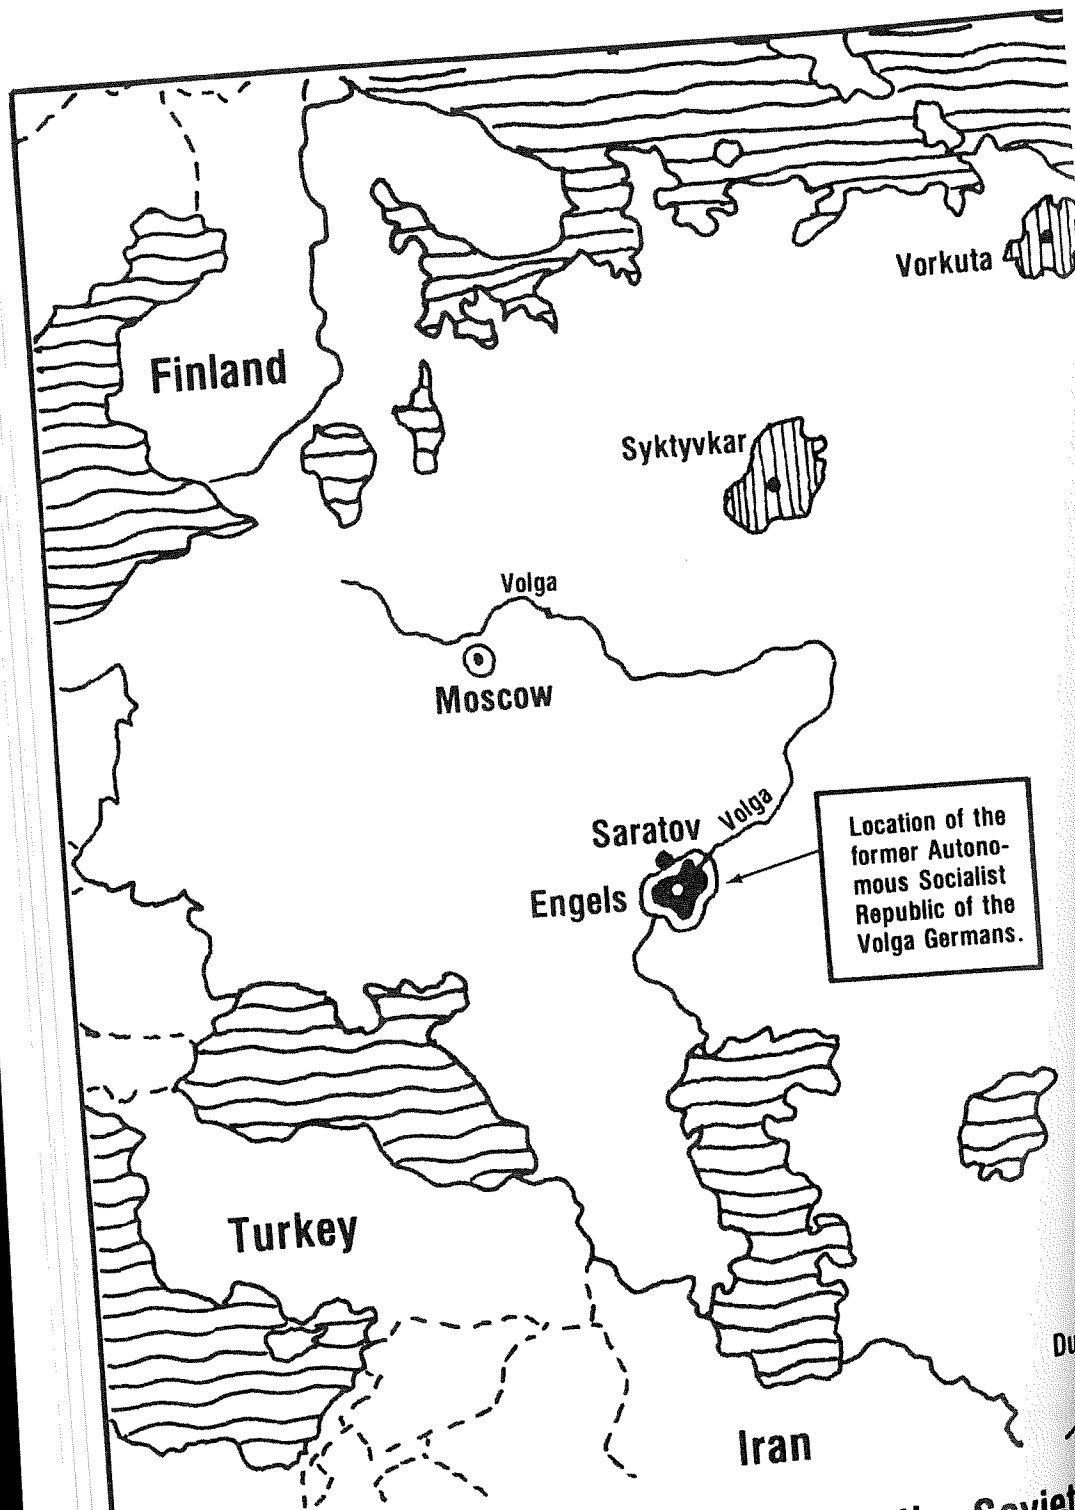 Vorkuta
Finland
Syktyvkar
Volga
Moscow
Saratov
Volga
Engels
Location of the
former Autono-
mous Socialist
Republic of the
Volga Germans.
Turkey
Iran
Soviet